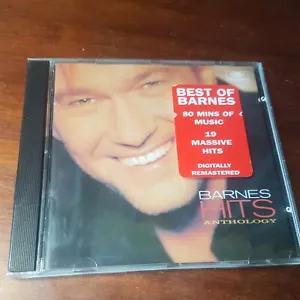 BEST OF
BARNES
80 MINS OF
MUSIC
19
MASSIVE
HITS
DIGITALLY
REMASTERED
BARNES
HITS
ANTHOLOGY